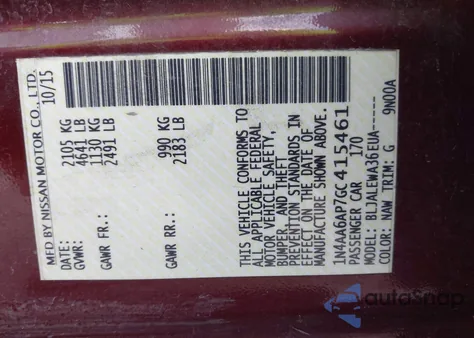 MFD BY NISSAN MOTOR CO., LTD.
10/15
GVWR:
2105 KG
4641 LB
GAWR FR.:
1130 KG
2491 LB
GAWR RR.:
990 KG
2183 LB
THIS VEHICLE CONFORMS TO
ALL APPLICABLE FEDERAL
MOTOR VEHICLE SAFETY,
BUMPER, AND THEFT
PREVENTION STANDARDS IN
EFFECT ON THE DATE OF
MANUFACTURE SHOWN ABOVE.
1N4AA6AP7GC415461
PASSENGER CAR 170
MODEL: BLJALEWA36EUA-----
COLOR: NAW TRIM: G 9N00A
autoSnap